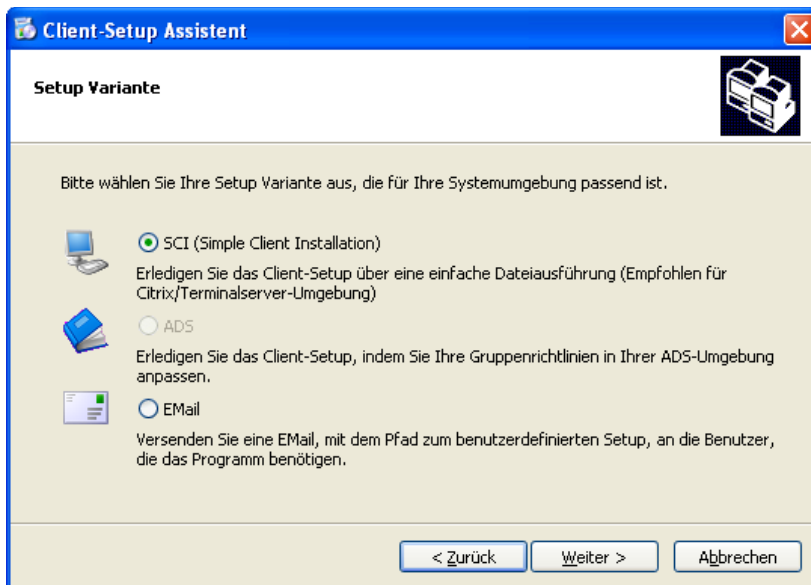 Client-Setup Assistent
Setup Variante
Bitte wählen Sie Ihre Setup Variante aus, die für Ihre Systemumgebung passend ist.
SCI (Simple Client Installation)
Erledigen Sie das Client-Setup über eine einfache Dateiausführung (Empfohlen für
Citrix/Terminalserver-Umgebung)
ADS
Erledigen Sie das Client-Setup, indem Sie Ihre Gruppenrichtlinien in Ihrer ADS-Umgebung
anpassen.
EMail
Versenden Sie eine EMail, mit dem Pfad zum benutzerdefinierten Setup, an die Benutzer,
die das Programm benötigen.
< Zurück Weiter > Abbrechen